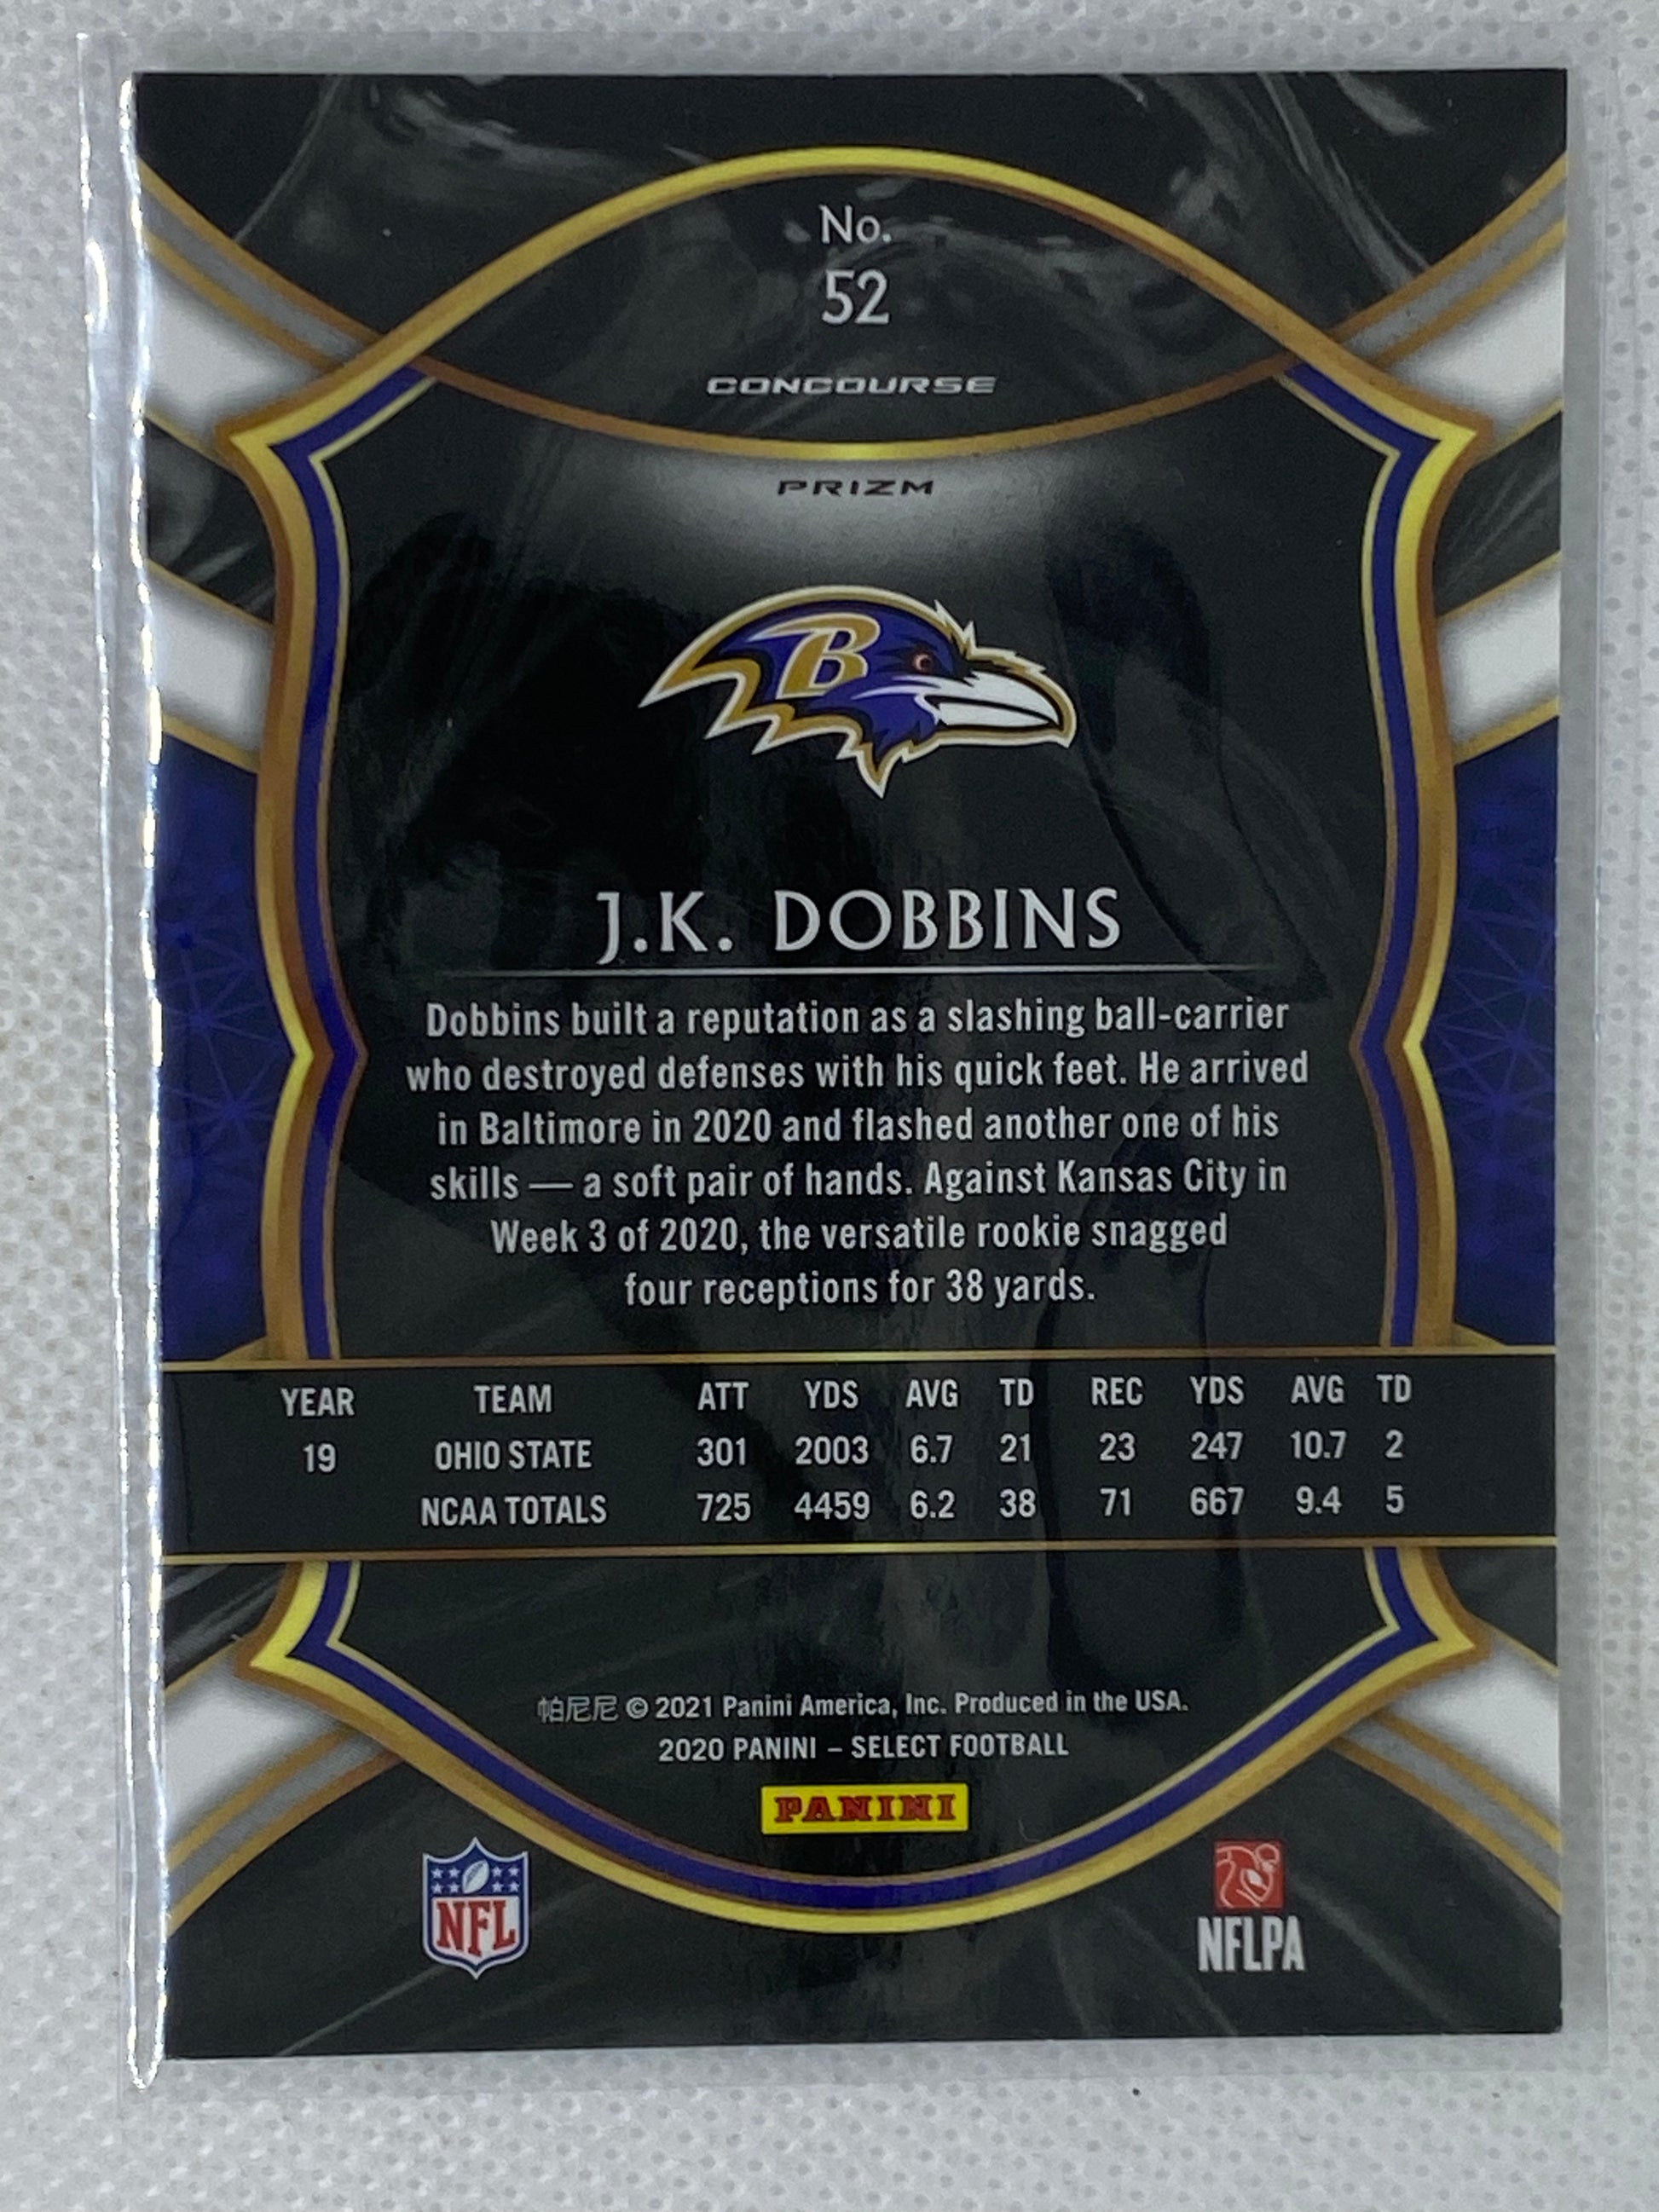 No.
52
CONCOURSE
PRIZM
B
J.K. DOBBINS
Dobbins built a reputation as a slashing ball-carrier
who destroyed defenses with his quick feet. He arrived
in Baltimore in 2020 and flashed another one of his
skills — a soft pair of hands. Against Kansas City in
Week 3 of 2020, the versatile rookie snagged
four receptions for 38 yards.
YEAR TEAM ATT YDS AVG TD REC YDS AVG TD
19 OHIO STATE 301 2003 6.7 21 23 247 10.7 2
NCAA TOTALS 725 4459 6.2 38 71 667 9.4 5
帕尼尼 © 2021 Panini America, Inc. Produced in the USA.
2020 PANINI – SELECT FOOTBALL
PANINI
NFL
NFLPA